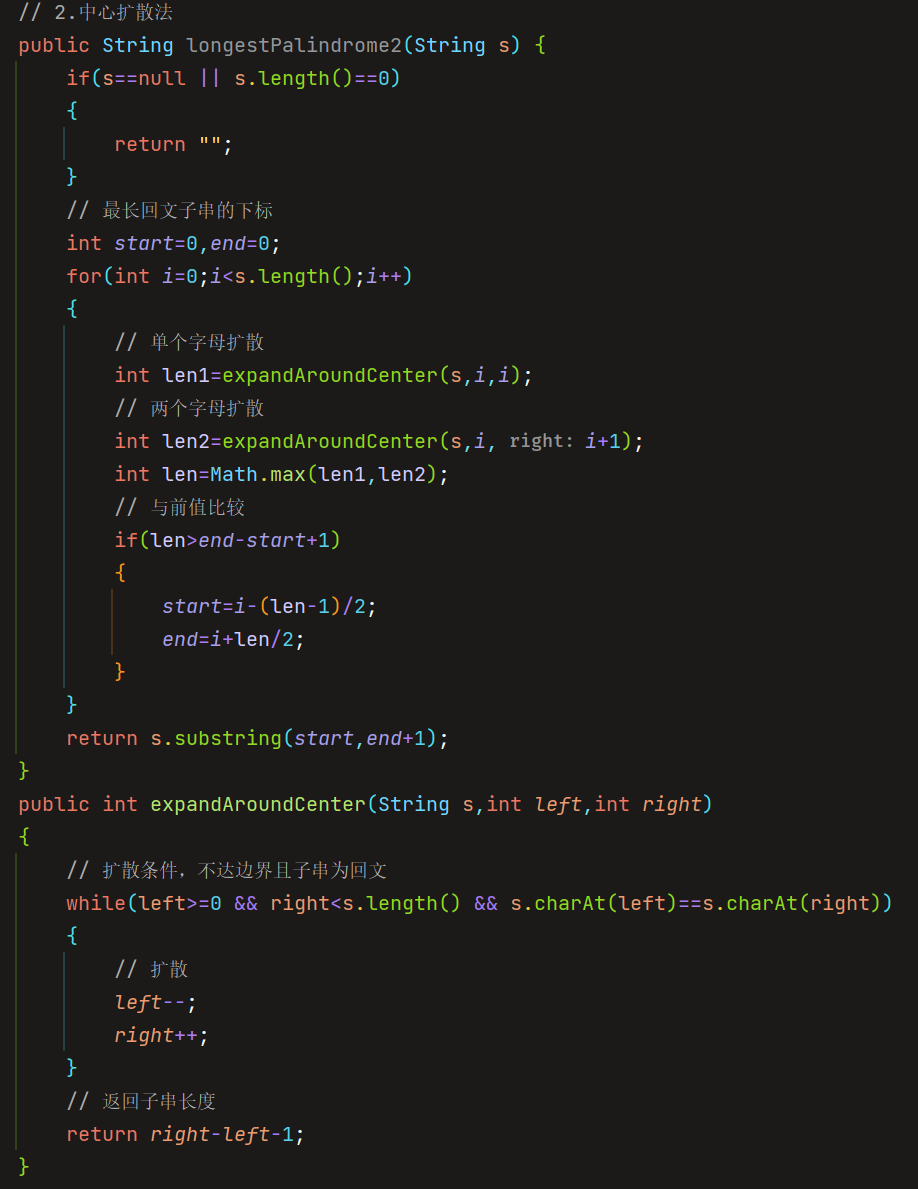 // 2.中心扩散法
public String longestPalindrome2(String s) {
    if(s==null || s.length()==0)
    {
        return "";
    }
    // 最长回文子串的下标
    int start=0,end=0;
    for(int i=0;i<s.length();i++)
    {
        // 单个字母扩散
        int len1=expandAroundCenter(s,i,i);
        // 两个字母扩散
        int len2=expandAroundCenter(s,i, right: i+1);
        int len=Math.max(len1,len2);
        // 与前值比较
        if(len>end-start+1)
        {
            start=i-(len-1)/2;
            end=i+len/2;
        }
    }
    return s.substring(start,end+1);
}
public int expandAroundCenter(String s,int left,int right)
{
    // 扩散条件，不达边界且子串为回文
    while(left>=0 && right<s.length() && s.charAt(left)==s.charAt(right))
    {
        // 扩散
        left--;
        right++;
    }
    // 返回子串长度
    return right-left-1;
}